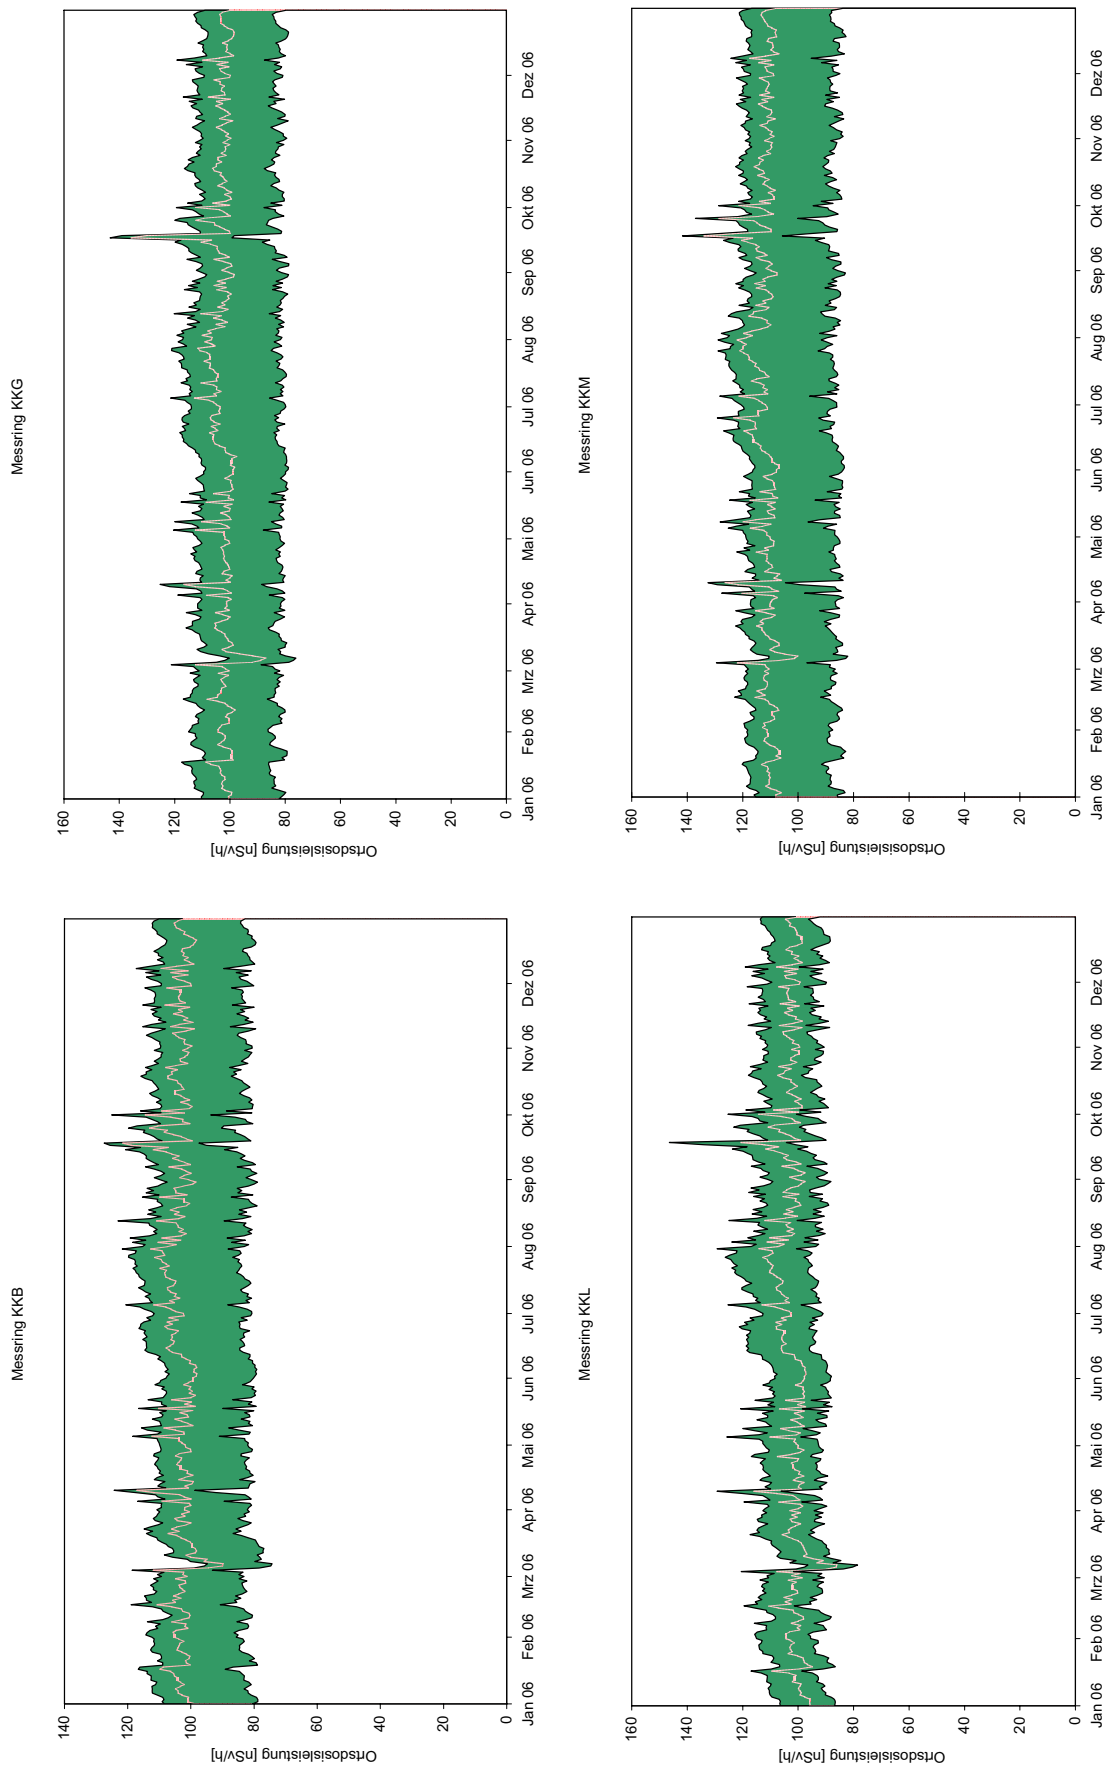 Messring KKB
Ortsdosisleistung [nSv/h]
140
120
100
80
60
40
20
0
Jan 06 Feb 06 Mrz 06 Apr 06 Mai 06 Jun 06 Jul 06 Aug 06 Sep 06 Okt 06 Nov 06 Dez 06
Messring KKG
Ortsdosisleistung [nSv/h]
160
140
120
100
80
60
40
20
0
Jan 06 Feb 06 Mrz 06 Apr 06 Mai 06 Jun 06 Jul 06 Aug 06 Sep 06 Okt 06 Nov 06 Dez 06
Messring KKL
Ortsdosisleistung [nSv/h]
160
140
120
100
80
60
40
20
0
Jan 06 Feb 06 Mrz 06 Apr 06 Mai 06 Jun 06 Jul 06 Aug 06 Sep 06 Okt 06 Nov 06 Dez 06
Messring KKM
Ortsdosisleistung [nSv/h]
160
140
120
100
80
60
40
20
0
Jan 06 Feb 06 Mrz 06 Apr 06 Mai 06 Jun 06 Jul 06 Aug 06 Sep 06 Okt 06 Nov 06 Dez 06